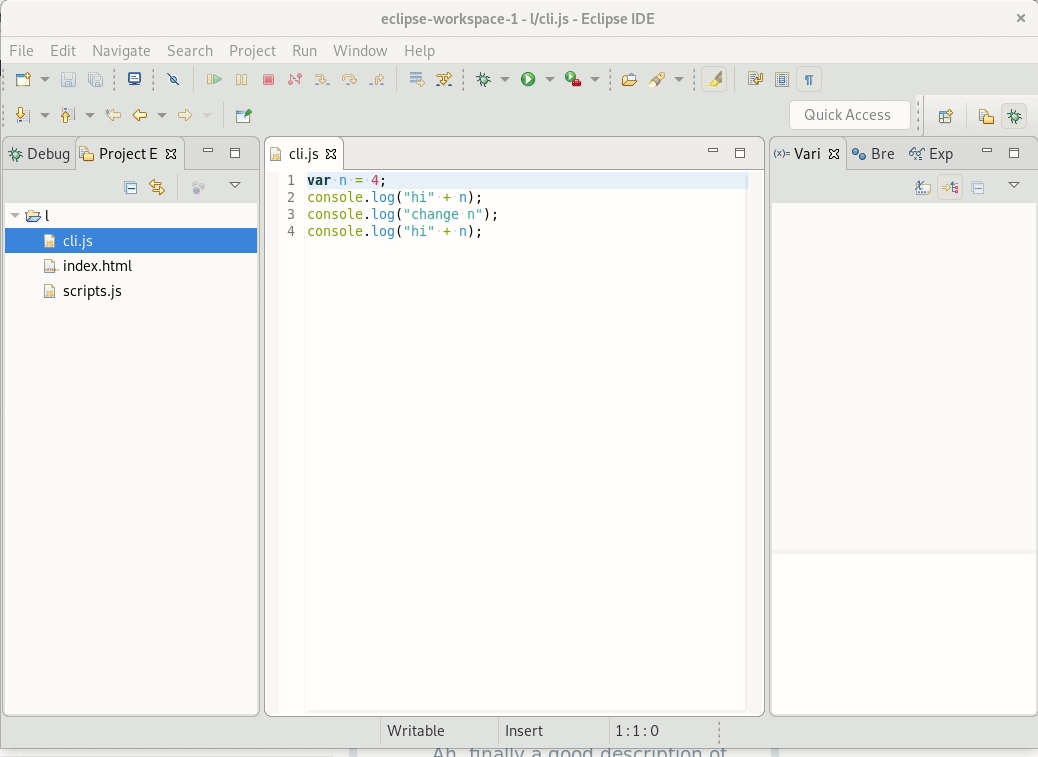 eclipse-workspace-1 - l/cli.js - Eclipse IDE
File Edit Navigate Search Project Run Window Help
Quick Access
Debug Project E
cli.js
(x)= Vari Bre Exp
l
cli.js
index.html
scripts.js
1 var n = 4;
2 console.log("hi" + n);
3 console.log("change n");
4 console.log("hi" + n);
Writable Insert 1:1:0
Ah, finally a good description of